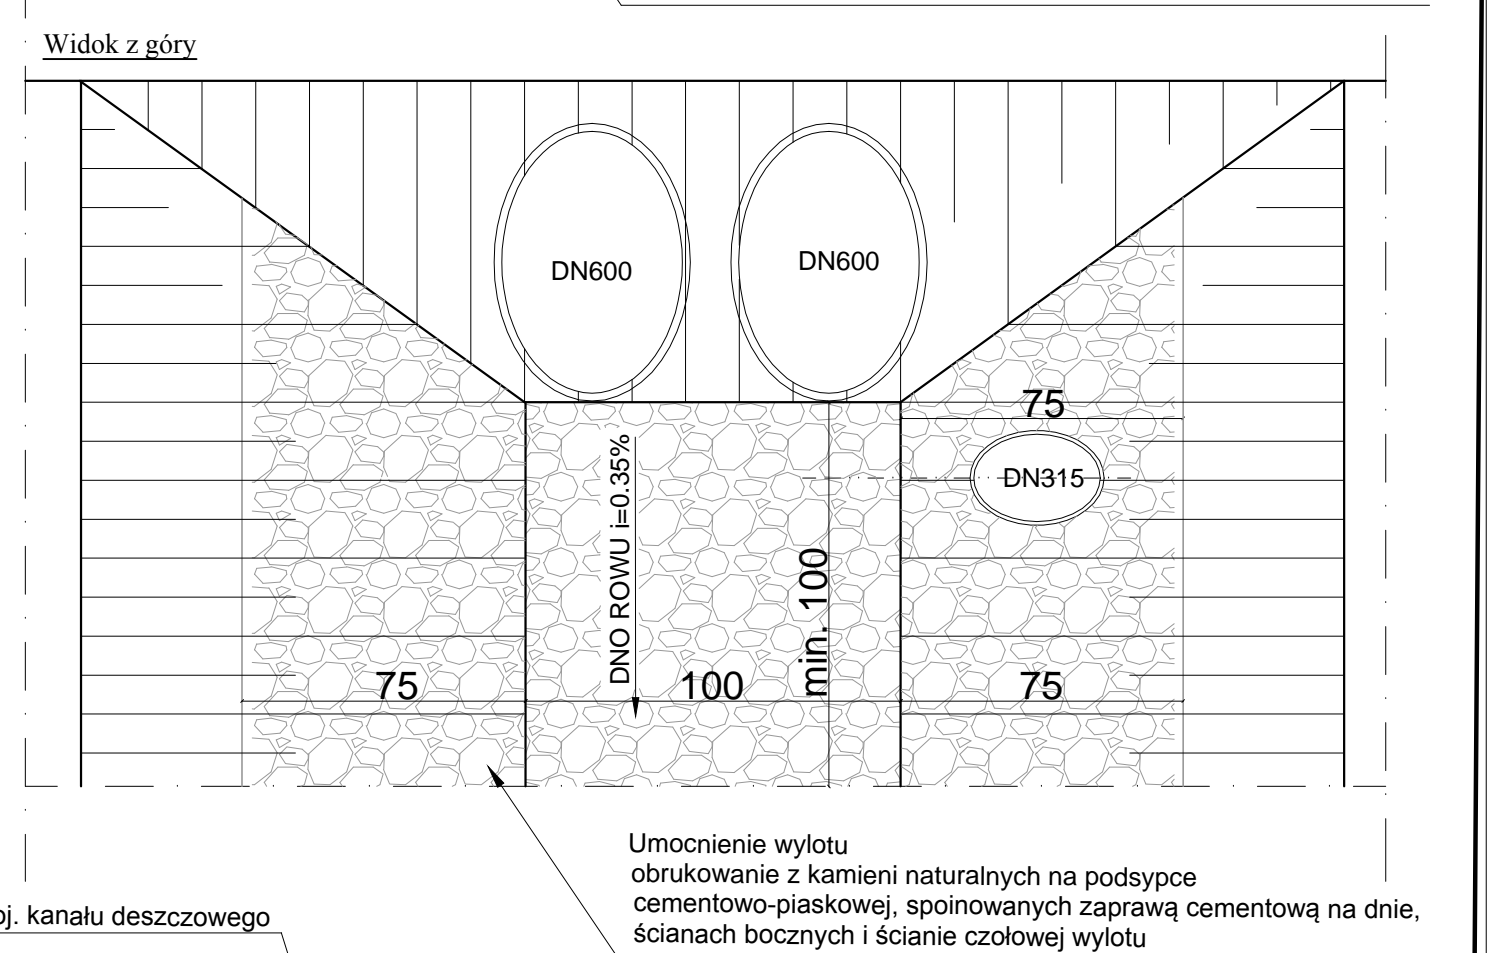 Widok z góry
DN600
DN600
75
DN315
DNO ROWU i=0.35%
min. 100
75
100
75
Umocnienie wylotu
obrukowanie z kamieni naturalnych na podsypce
cementowo-piaskowej, spoinowanych zaprawą cementową na dnie,
ścianach bocznych i ścianie czołowej wylotu
kanału deszczowego